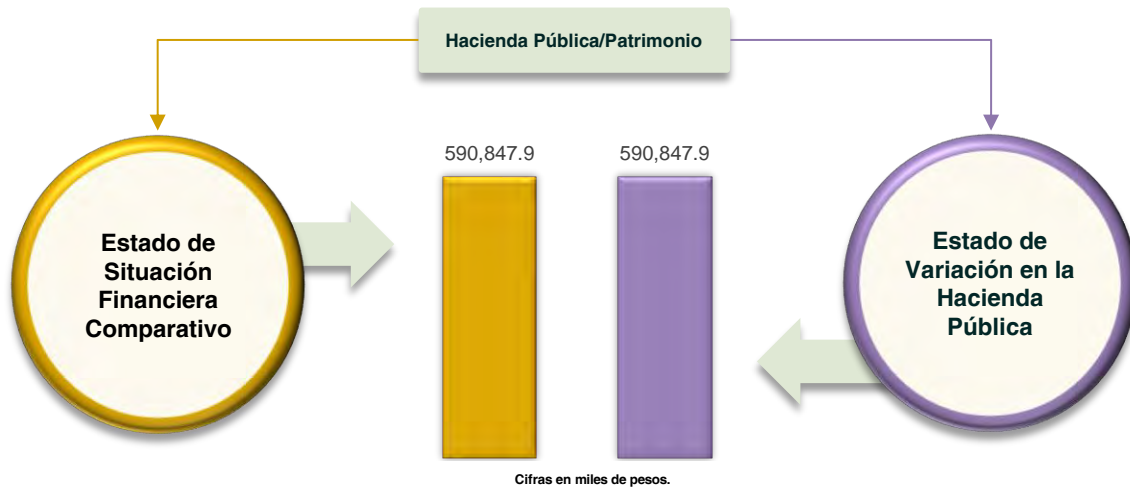 Hacienda Pública/Patrimonio
590,847.9
590,847.9
Estado de
Situación
Financiera
Comparativo
Estado de
Variación en la
Hacienda
Pública
Cifras en miles de pesos.